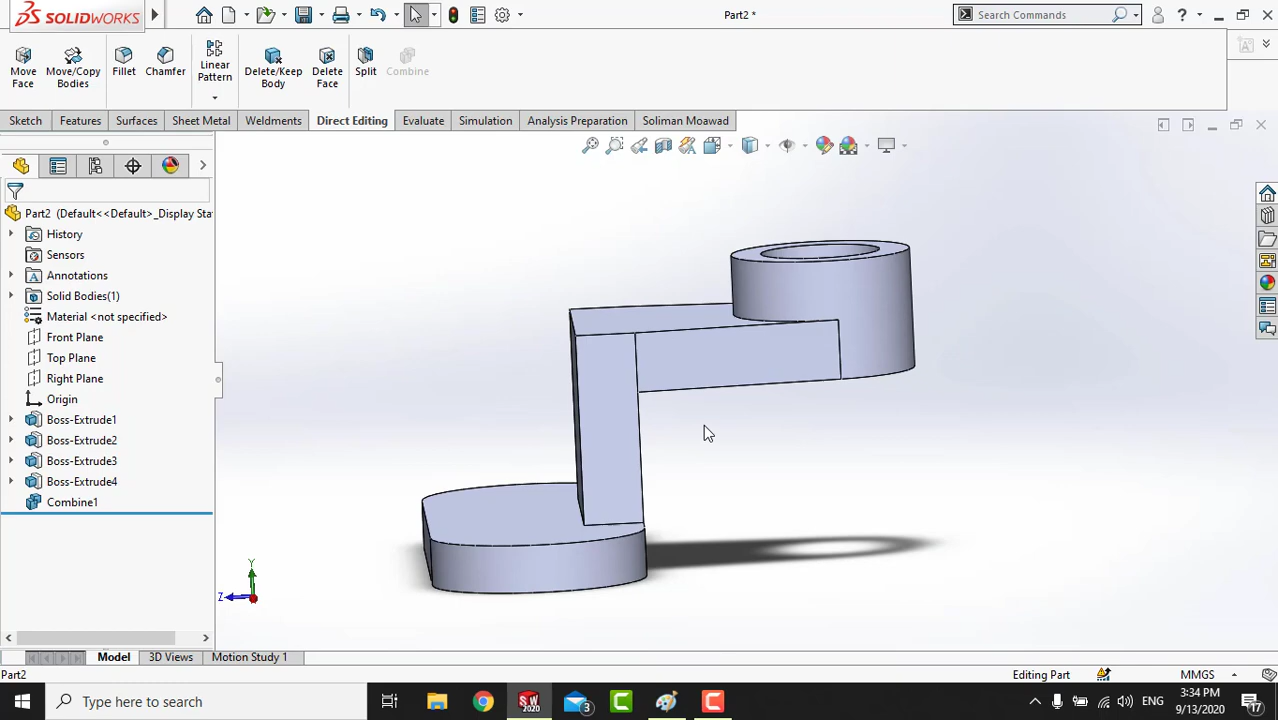 SOLIDWORKS
Part2 *
Search Commands
Move Face
Move/Copy Bodies
Fillet
Chamfer
Linear Pattern
Delete/Keep Body
Delete Face
Split
Combine
Sketch
Features
Surfaces
Sheet Metal
Weldments
Direct Editing
Evaluate
Simulation
Analysis Preparation
Soliman Moawad
Part2 (Default<<Default>_Display Sta
History
Sensors
Annotations
Solid Bodies(1)
Material <not specified>
Front Plane
Top Plane
Right Plane
Origin
Boss-Extrude1
Boss-Extrude2
Boss-Extrude3
Boss-Extrude4
Combine1
Y
Z
Model
3D Views
Motion Study 1
Part2
Editing Part
MMGS
Type here to search
SW
2020
3
C
C
ENG
3:34 PM
9/13/2020
17